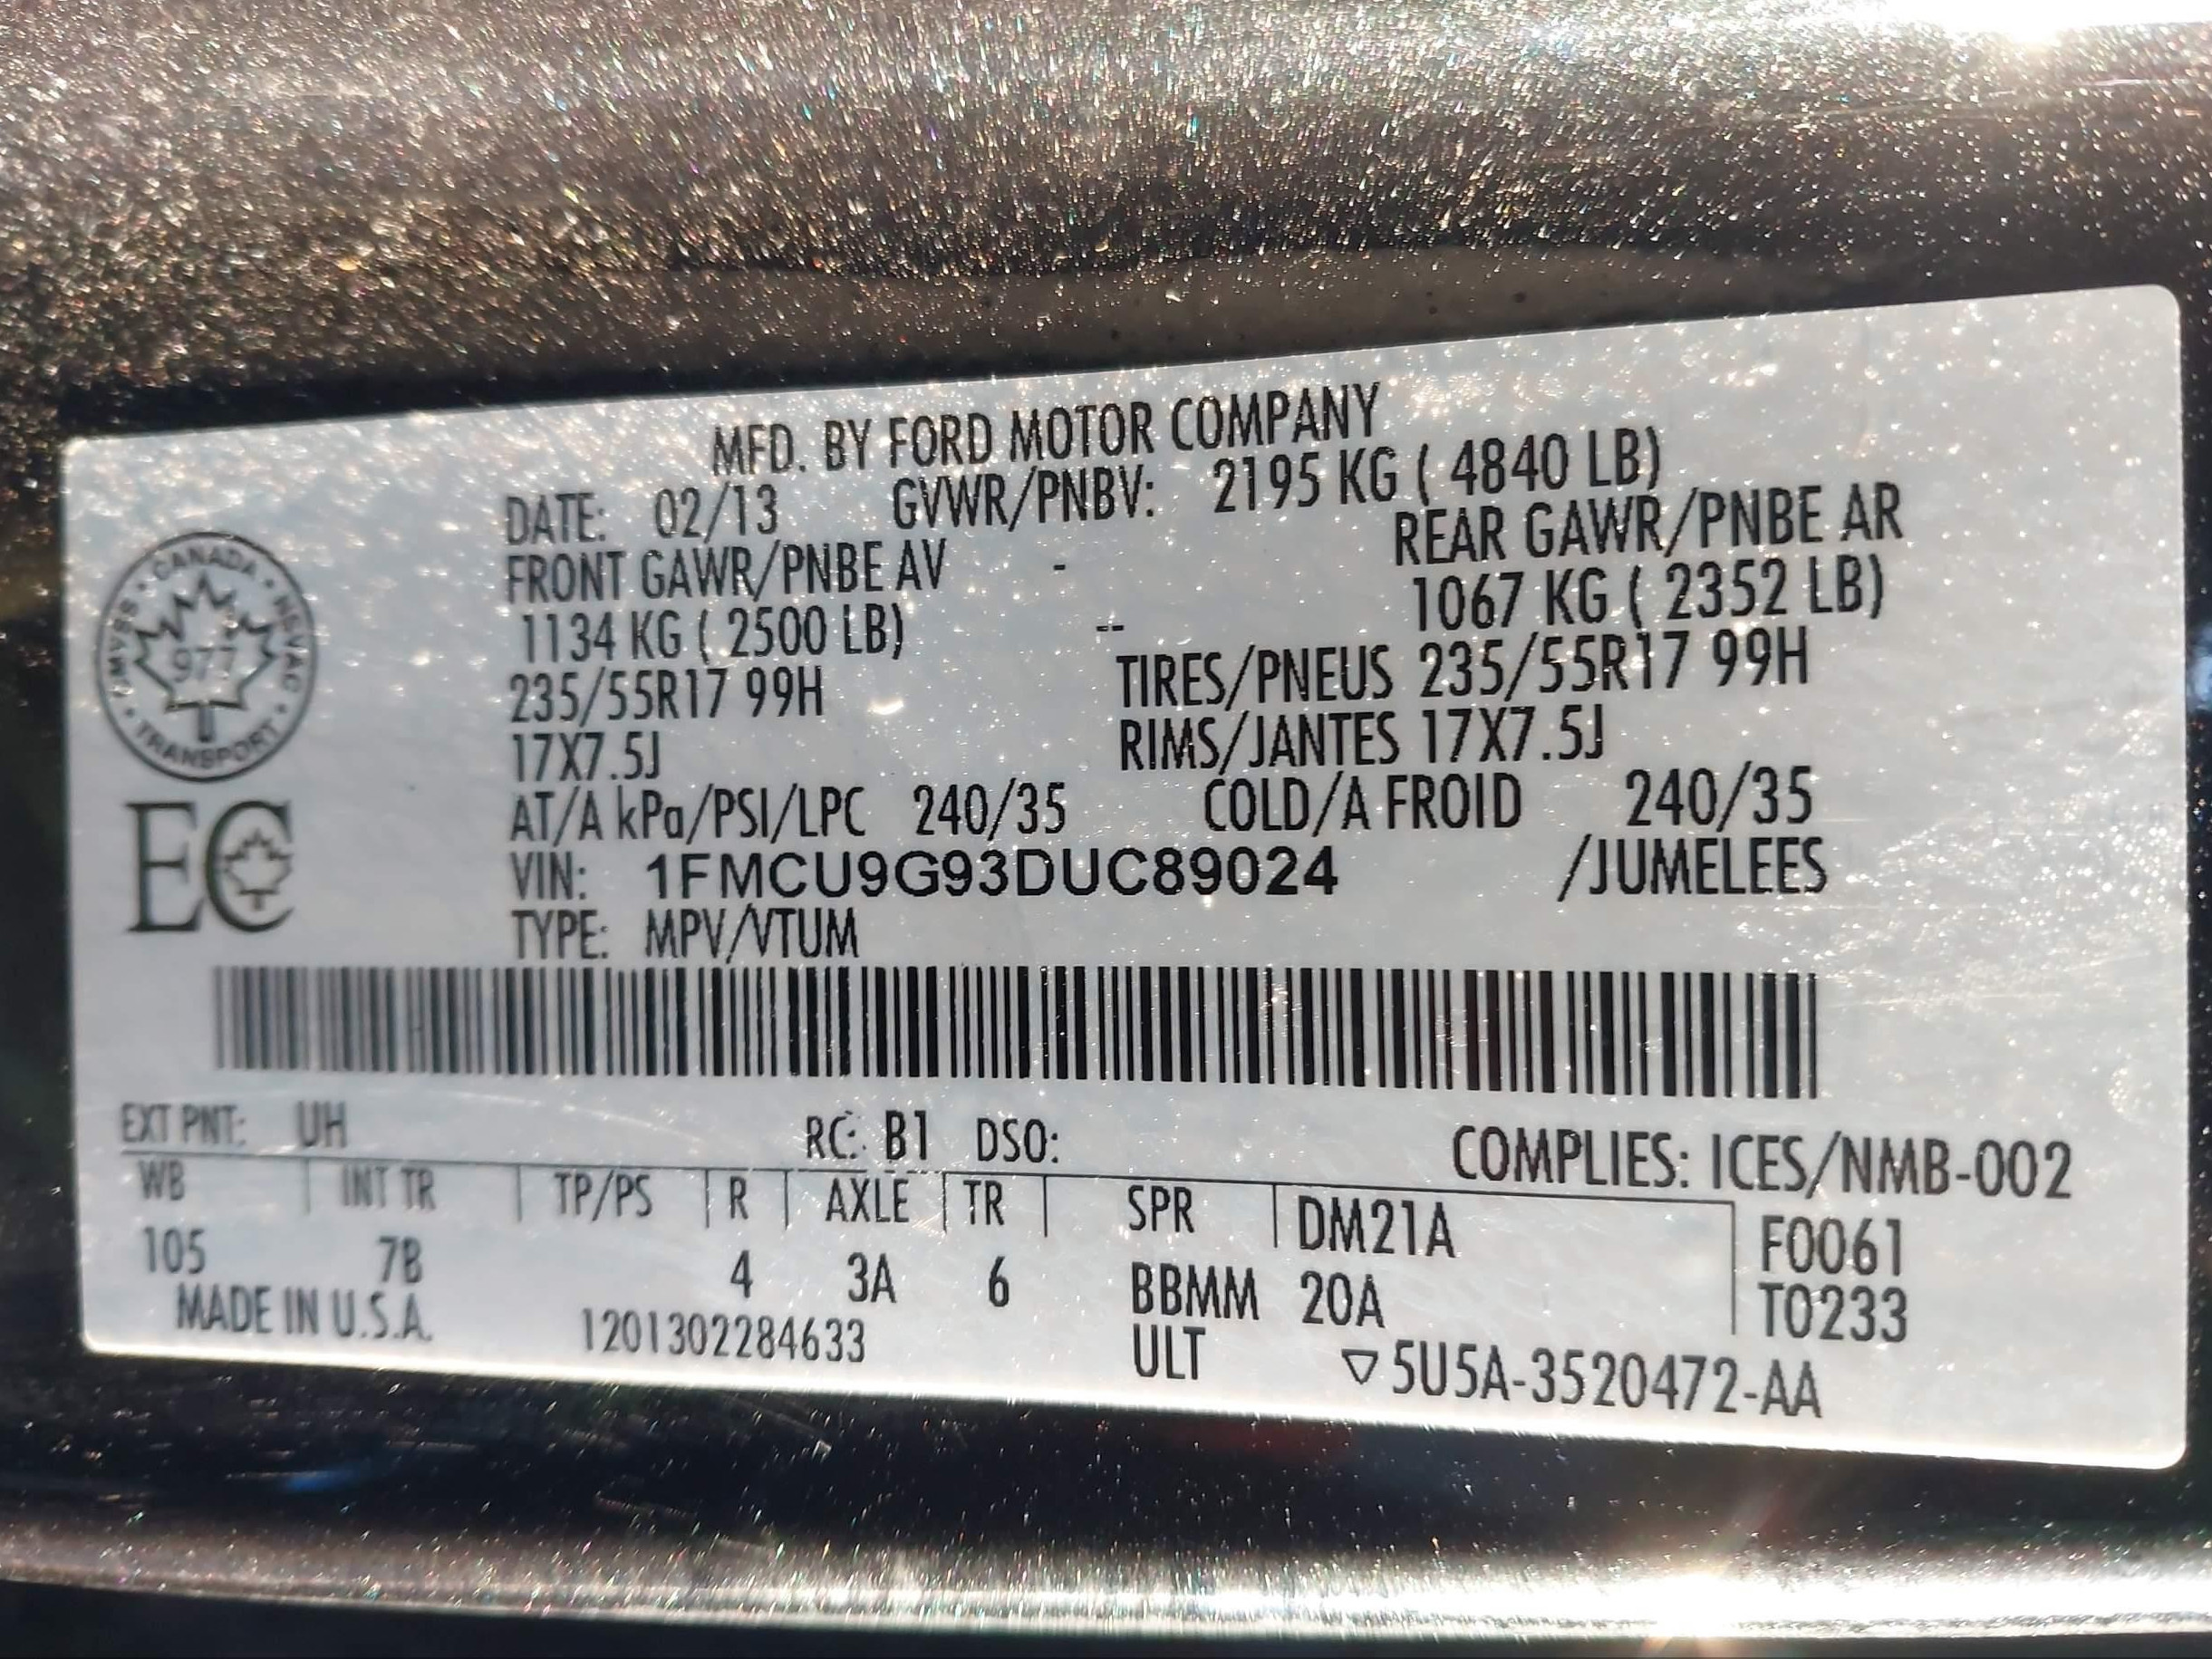 MFD. BY FORD MOTOR COMPANY
DATE: 02/13 GVWR/PNBV: 2195 KG ( 4840 LB)
FRONT GAWR/PNBE AV - REAR GAWR/PNBE AR
1134 KG ( 2500 LB) -- 1067 KG ( 2352 LB)
235/55R17 99H TIRES/PNEUS 235/55R17 99H
17X7.5J RIMS/JANTES 17X7.5J
AT/A kPa/PSI/LPC 240/35 COLD/A FROID 240/35
VIN: 1FMCU9G93DUC89024 /JUMELEES
TYPE: MPV/VTUM
CANADA • NSVAC • TRANSPORT • CMVSS •
977
EC
EXT PNT: UH RC: B1 DSO: COMPLIES: ICES/NMB-002
WB INT TR TP/PS R AXLE TR SPR DM21A F0061
105 7B 4 3A 6 BBMM 20A T0233
MADE IN U.S.A. 1201302284633 ULT ▽5U5A-3520472-AA